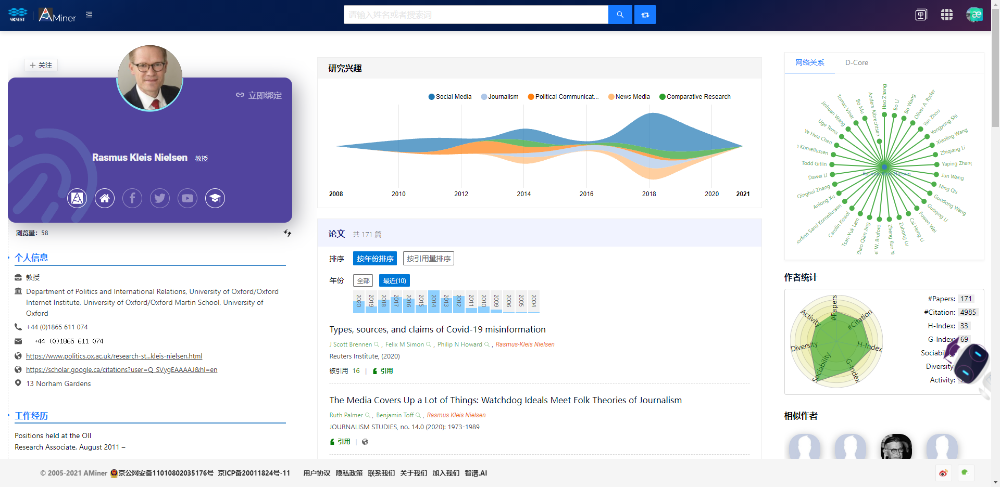 AMiner
请输入姓名或者搜索词
中
æ
关注
立即绑定
Rasmus Kleis Nielsen 教授
浏览量: 58
个人信息
教授
Department of Politics and International Relations, University of Oxford/Oxford
Internet Institute, University of Oxford/Oxford Martin School, University of
Oxford
+44 (0)1865 611 074
+44 (0)1865 611 074
https://www.politics.ox.ac.uk/research-st...kleis-nielsen.html
https://scholar.google.ca/citations?user=Q_SVygEAAAAJ&hl=en
13 Norham Gardens
工作经历
Positions held at the OII
Research Associate, August 2011 –
研究兴趣
Social Media Journalism Political Communicat... News Media Comparative Research
2008 2010 2012 2014 2016 2018 2020 2021
论文 共 171 篇
排序 按年份排序 按引用量排序
年份 全部 最近(10)
2020 2019 2018 2017 2016 2015 2014 2013 2012 2011 2010 2009 2006 2005 2004
Types, sources, and claims of Covid-19 misinformation
J Scott Brennen , Felix M Simon , Philip N Howard , Rasmus-Kleis Nielsen
Reuters Institute, (2020)
被引用 16 | 引用
The Media Covers Up a Lot of Things: Watchdog Ideals Meet Folk Theories of Journalism
Ruth Palmer , Benjamin Toff , Rasmus Kleis Nielsen
JOURNALISM STUDIES, no. 14.0 (2020): 1973-1989
引用 |
网络关系 D-Core
Hao Zhang
Bo Li
Bo Wang
Oliver A. Ryder
Yan Zhou
Yongyong Shi
Xiaoling Wang
Zhiqiang Li
Yaping Zhang
Jun Wang
Ning Qu
Guodong Wang
Guoqing Li
Fuwen Wei
Cai Heng Li
Zuhong Lu
Zheng Kun
el W. Bruford
Zhao Qian Jing
Tsan-Yuk Lam
Carolin Kosiol
orfinn Sand Korneliussen
Anlong Xu
Qinghui Zhang
Dawei Li
Todd Gitlin
n Korneliussen
Ye Hwa Chen
Uge Tema
Jinhuan Wang
Tomas Vinar
Bo Mu
Anders Albrechtsen
Rasmus Kleis Nielsen
作者统计
#Papers
#Citation
H-Index
G-Index
Sociability
Diversity
Activity
#Papers: 171
#Citation: 4985
H-Index: 33
G-Index: 69
Sociabili
Diversity
Activity:
相似作者
© 2005-2021 AMiner 京公网安备11010802035176号 京ICP备20011824号-11 用户协议 隐私政策 联系我们 关于我们 加入我们 智谱.AI